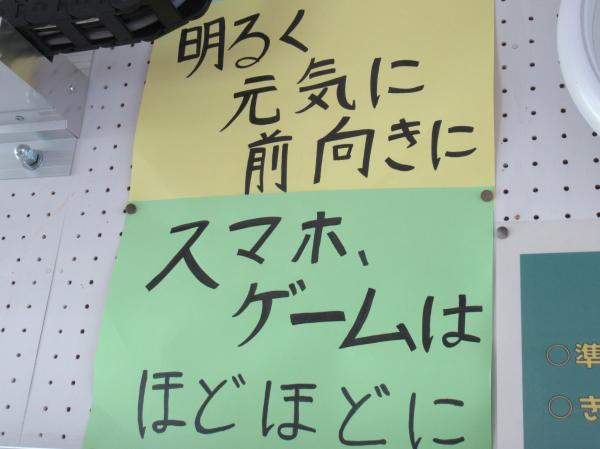 明るく
元気に
前向きに
スマホ、
ゲームは
ほどほどに
○準
○き